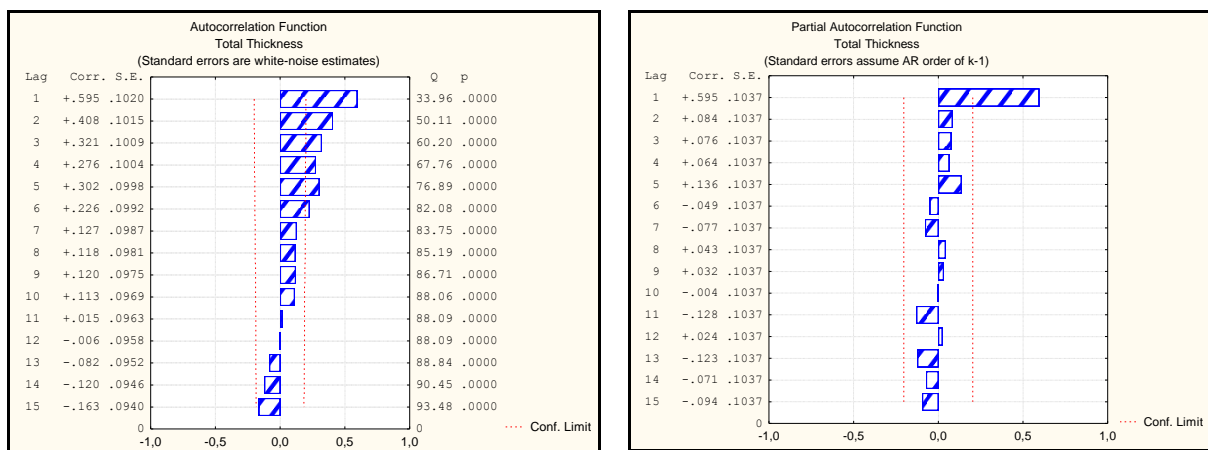 Autocorrelation Function
Total Thickness
(Standard errors are white-noise estimates)
Lag Corr. S.E. Q p
1 +.595 .1020 33.96 .0000
2 +.408 .1015 50.11 .0000
3 +.321 .1009 60.20 .0000
4 +.276 .1004 67.76 .0000
5 +.302 .0998 76.89 .0000
6 +.226 .0992 82.08 .0000
7 +.127 .0987 83.75 .0000
8 +.118 .0981 85.19 .0000
9 +.120 .0975 86.71 .0000
10 +.113 .0969 88.06 .0000
11 +.015 .0963 88.09 .0000
12 -.006 .0958 88.09 .0000
13 -.082 .0952 88.84 .0000
14 -.120 .0946 90.45 .0000
15 -.163 .0940 93.48 .0000
0 0
-1,0 -0,5 0,0 0,5 1,0
Conf. Limit
Partial Autocorrelation Function
Total Thickness
(Standard errors assume AR order of k-1)
Lag Corr. S.E.
1 +.595 .1037
2 +.084 .1037
3 +.076 .1037
4 +.064 .1037
5 +.136 .1037
6 -.049 .1037
7 -.077 .1037
8 +.043 .1037
9 +.032 .1037
10 -.004 .1037
11 -.128 .1037
12 +.024 .1037
13 -.123 .1037
14 -.071 .1037
15 -.094 .1037
0
-1,0 -0,5 0,0 0,5 1,0
Conf. Limit